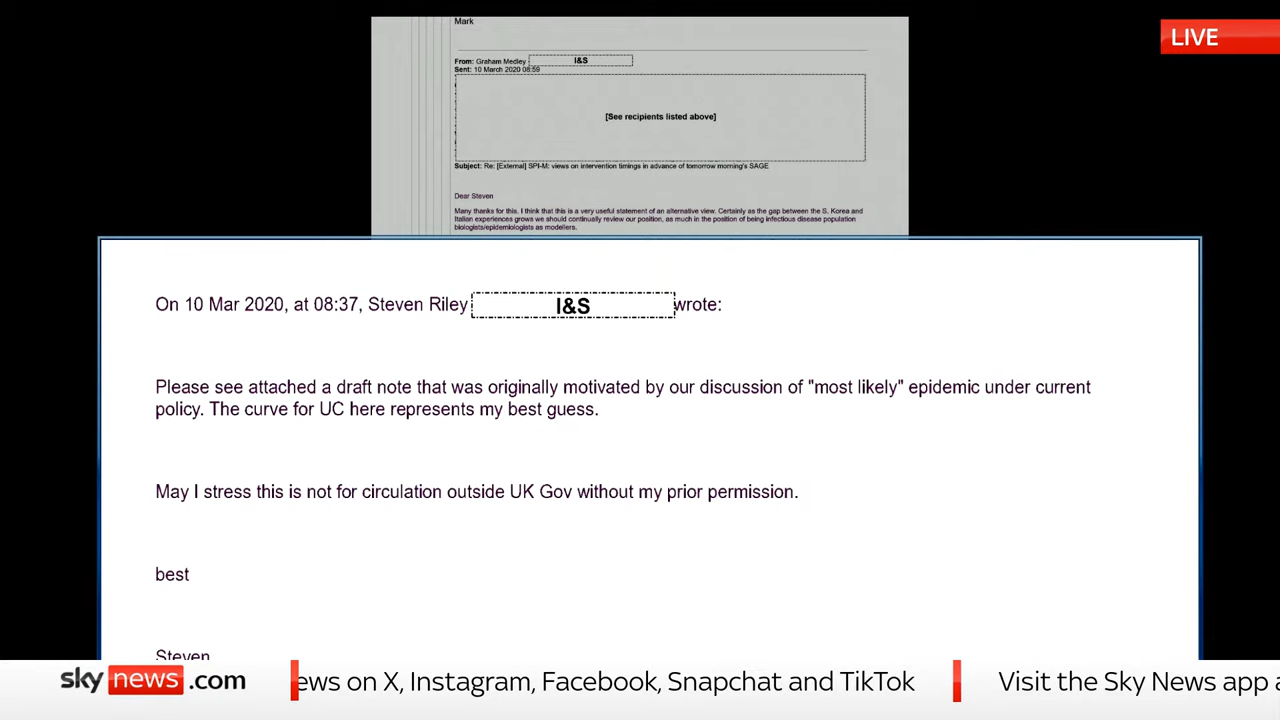 Mark
LIVE
From: Graham Medley I&S
Sent: 10 March 2020 08:59
[See recipients listed above]
Subject: Re: [External] SPI-M: views on intervention timings in advance of tomorrow morning's SAGE
Dear Steven
Many thanks for this. I think that this is a very useful statement of an alternative view. Certainly as the gap between the S. Korea and
Italian experiences grows we should continually review our position, as much in the position of being infectious disease population
biologists/epidemiologists as modellers.
On 10 Mar 2020, at 08:37, Steven Riley I&S wrote:
Please see attached a draft note that was originally motivated by our discussion of "most likely" epidemic under current
policy. The curve for UC here represents my best guess.
May I stress this is not for circulation outside UK Gov without my prior permission.
best
Steven
sky news .com
ews on X, Instagram, Facebook, Snapchat and TikTok
Visit the Sky News app a